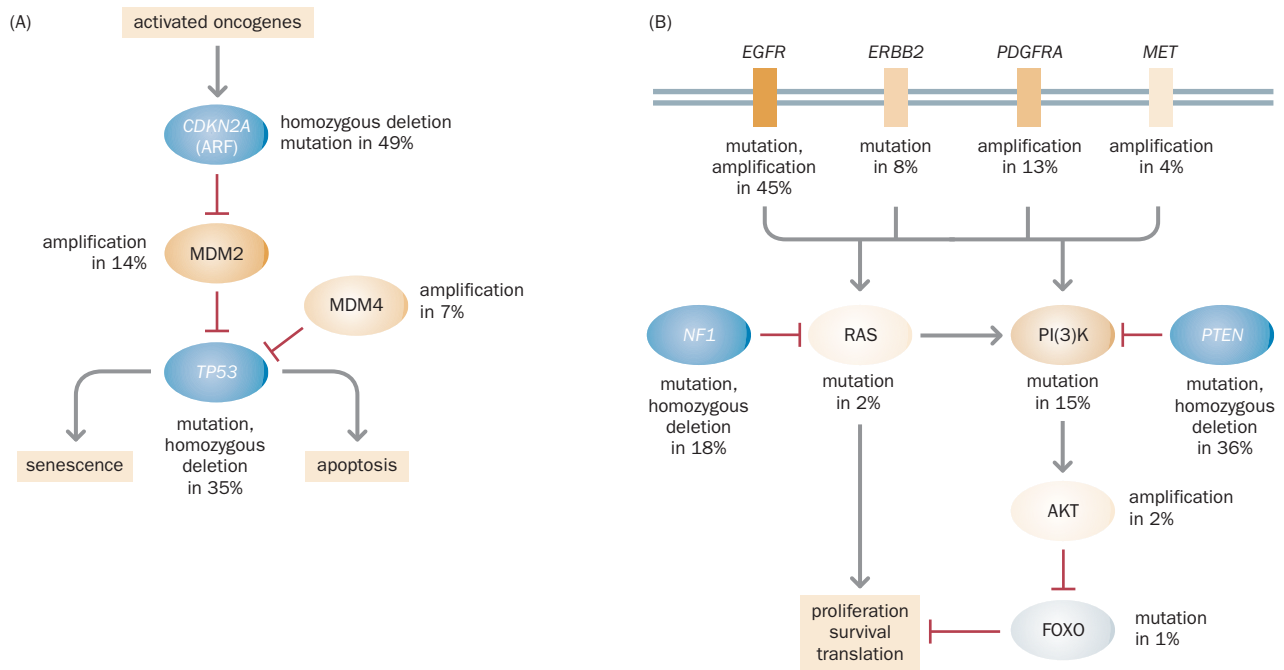 (A)
activated oncogenes
CDKN2A
(ARF)
homozygous deletion
mutation in 49%
amplification
in 14%
MDM2
MDM4
amplification
in 7%
TP53
mutation,
homozygous
deletion
in 35%
senescence
apoptosis
(B)
EGFR
ERBB2
PDGFRA
MET
mutation,
amplification
in 45%
mutation
in 8%
amplification
in 13%
amplification
in 4%
NF1
RAS
PI(3)K
PTEN
mutation,
homozygous
deletion
in 18%
mutation
in 2%
mutation
in 15%
mutation,
homozygous
deletion
in 36%
AKT
amplification
in 2%
proliferation
survival
translation
FOXO
mutation
in 1%